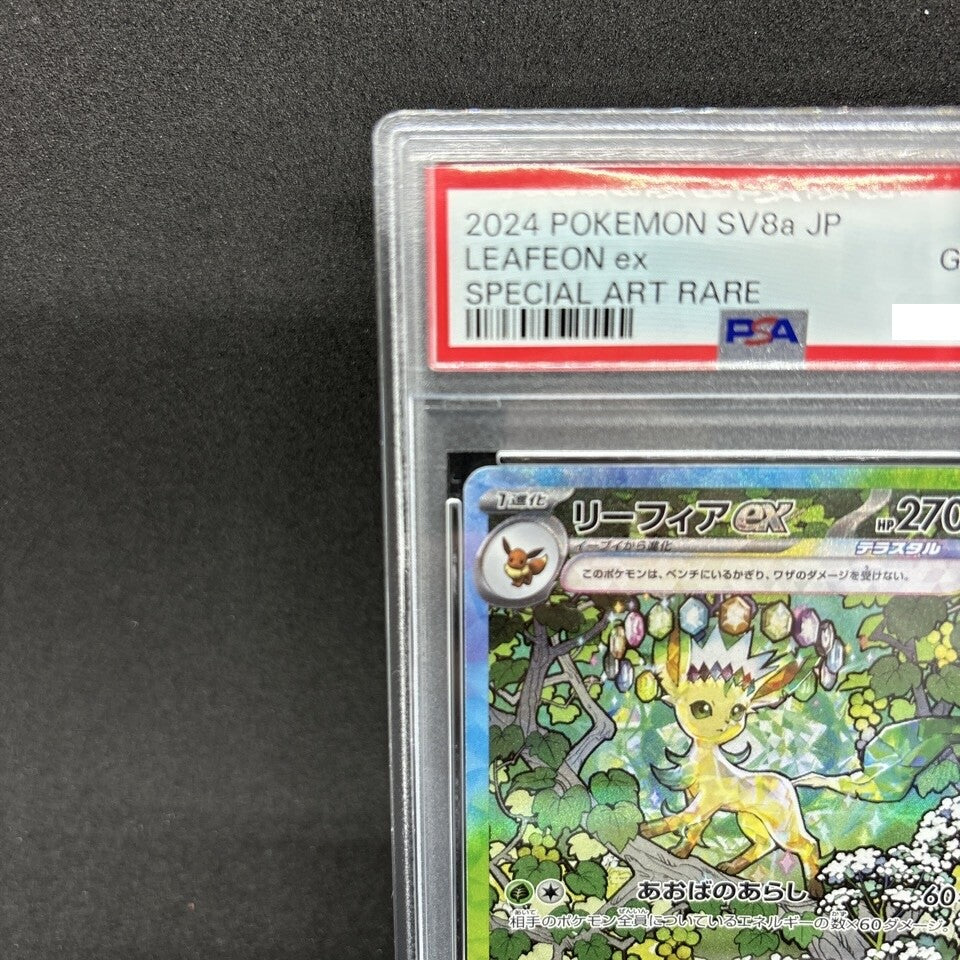 2024 POKEMON SV8a JP
LEAFEON ex
SPECIAL ART RARE
PSA
1進化
リーフィアex
HP270
イーブイから進化
テラスタル
このポケモンは、ベンチにいるかぎり、ワザのダメージを受けない。
あおばのあらし 60
相手のポケモン全員についているエネルギーの数×60ダメージ。